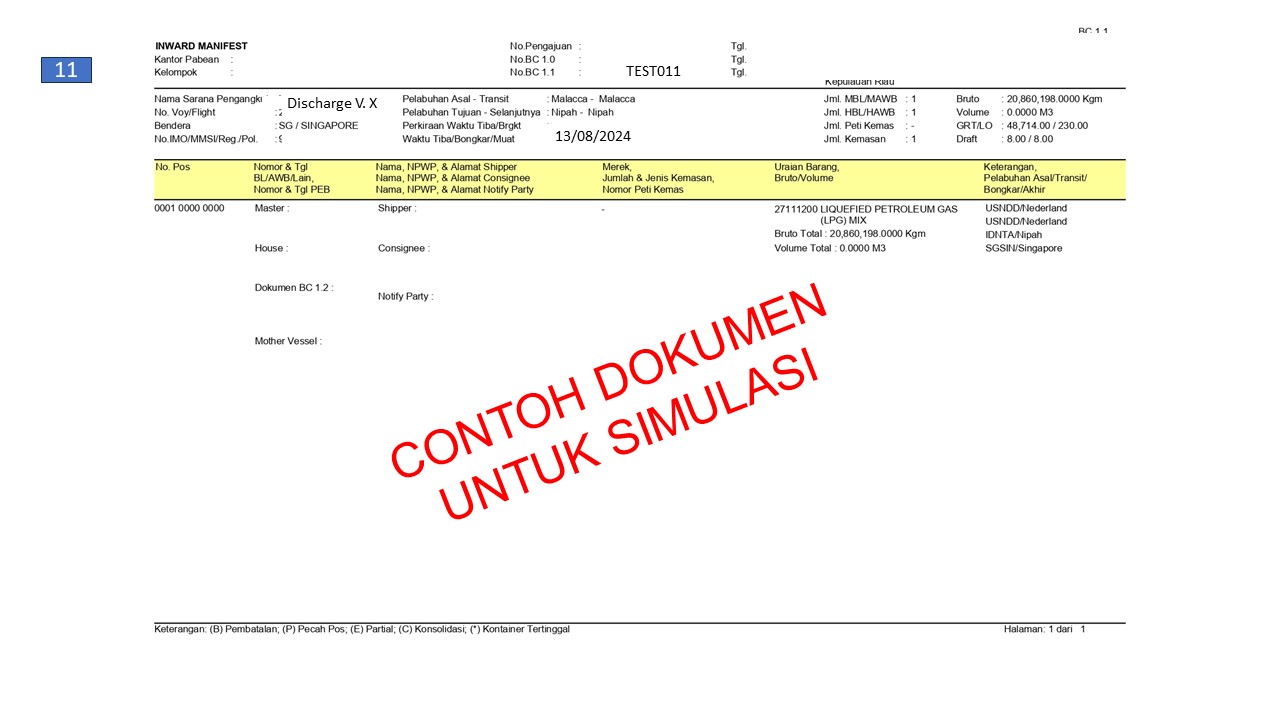 BC 1.1
11
INWARD MANIFEST No.Pengajuan : Tgl.
Kantor Pabean : No.BC 1.0 : Tgl.
Kelompok : No.BC 1.1 : TEST011 Tgl.
Kepulauan Riau
Nama Sarana Pengangku Discharge V. X Pelabuhan Asal - Transit : Malacca - Malacca Jml. MBL/MAWB : 1 Bruto : 20,860,198.0000 Kgm
No. Voy/Flight : Pelabuhan Tujuan - Selanjutnya : Nipah - Nipah Jml. HBL/HAWB : 1 Volume : 0.0000 M3
Bendera : SG / SINGAPORE Perkiraan Waktu Tiba/Brgkt Jml. Peti Kemas : - GRT/LO : 48,714.00 / 230.00
No.IMO/MMSI/Reg./Pol. : Waktu Tiba/Bongkar/Muat 13/08/2024 Jml. Kemasan : 1 Draft : 8.00 / 8.00
No. Pos Nomor & Tgl Nama, NPWP, & Alamat Shipper Merek, Uraian Barang, Keterangan,
BL/AWB/Lain, Nama, NPWP, & Alamat Consignee Jumlah & Jenis Kemasan, Bruto/Volume Pelabuhan Asal/Transit/
Nomor & Tgl PEB Nama, NPWP, & Alamat Notify Party Nomor Peti Kemas Bongkar/Akhir
0001 0000 0000 Master : Shipper : - 27111200 LIQUEFIED PETROLEUM GAS USNDD/Nederland
(LPG) MIX USNDD/Nederland
Bruto Total : 20,860,198.0000 Kgm IDNTA/Nipah
House : Consignee : Volume Total : 0.0000 M3 SGSIN/Singapore
Dokumen BC 1.2 :
Notify Party :
Mother Vessel :
CONTOH DOKUMEN
UNTUK SIMULASI
Keterangan: (B) Pembatalan; (P) Pecah Pos; (E) Partial; (C) Konsolidasi; (*) Kontainer Tertinggal Halaman: 1 dari 1